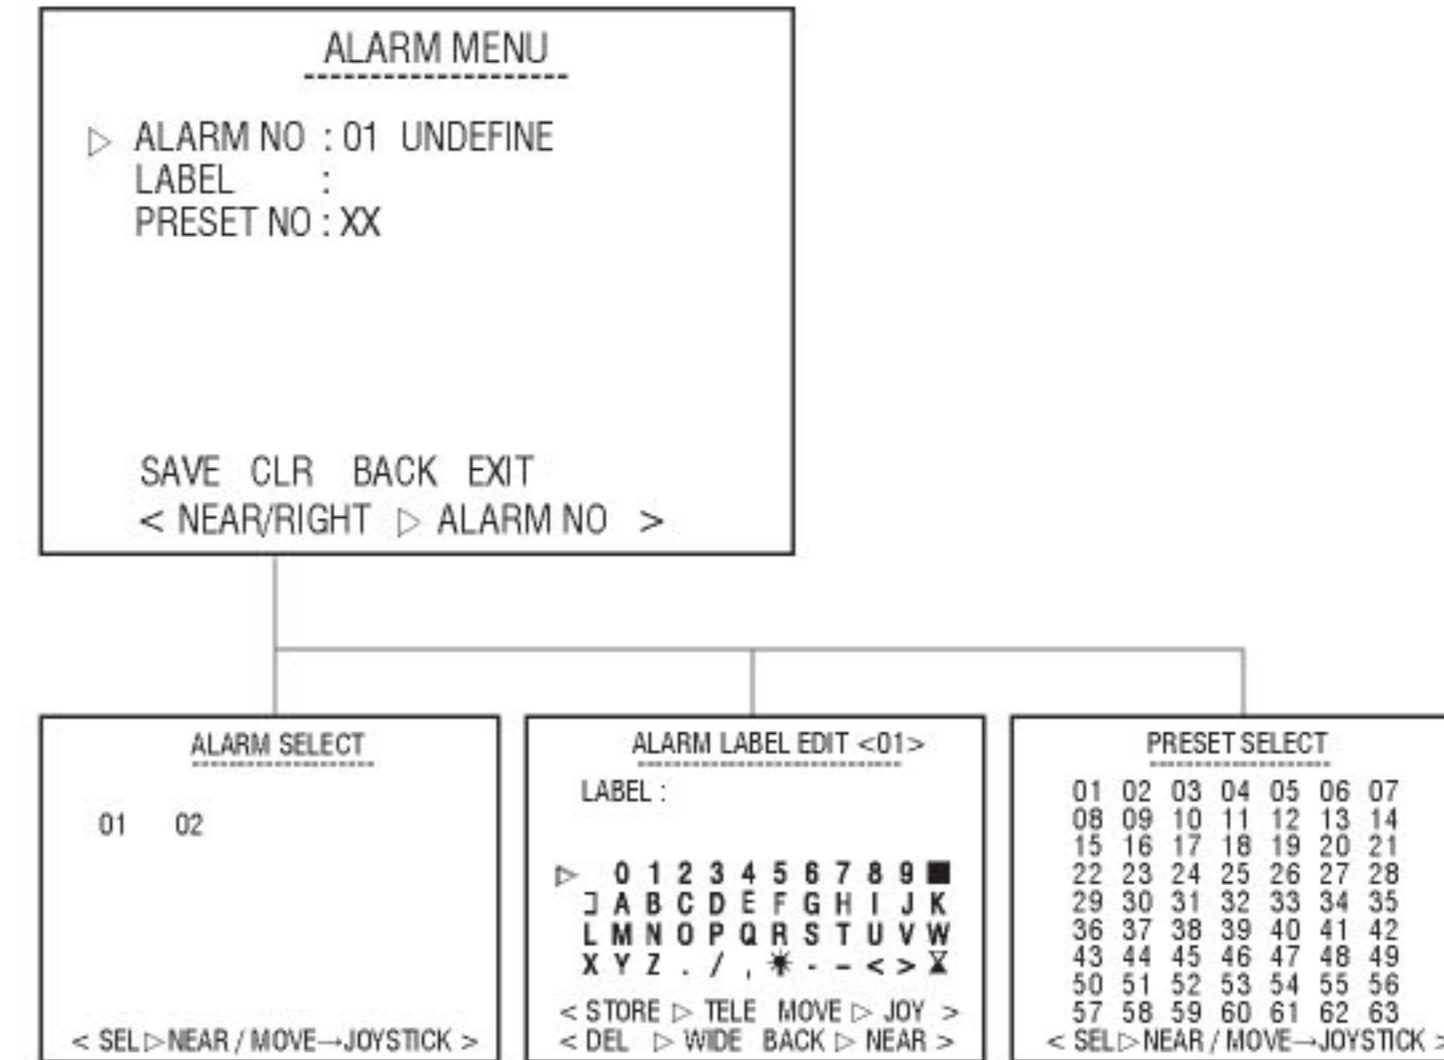 ALARM MENU
▷ ALARM NO : 01 UNDEFINE
LABEL :
PRESET NO : XX
SAVE CLR BACK EXIT
< NEAR/RIGHT ▷ ALARM NO >
ALARM SELECT
01 02
< SEL▷NEAR / MOVE→JOYSTICK >
ALARM LABEL EDIT <01>
LABEL :
▷ 0 1 2 3 4 5 6 7 8 9 ■
A B C D E F G H I J K
L M N O P Q R S T U V W
X Y Z . / , ☀ · – < > ⧖
< STORE ▷ TELE MOVE ▷ JOY >
< DEL ▷ WIDE BACK ▷ NEAR >
PRESET SELECT
01 02 03 04 05 06 07
08 09 10 11 12 13 14
15 16 17 18 19 20 21
22 23 24 25 26 27 28
29 30 31 32 33 34 35
36 37 38 39 40 41 42
43 44 45 46 47 48 49
50 51 52 53 54 55 56
57 58 59 60 61 62 63
< SEL▷NEAR / MOVE→JOYSTICK >